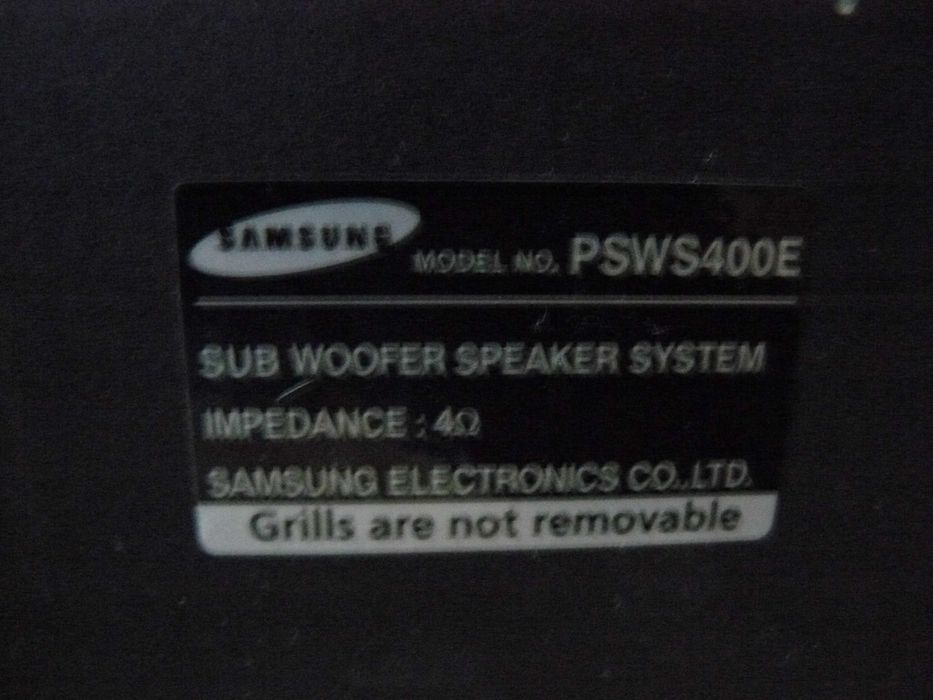 SAMSUNG MODEL NO. PSWS400E
SUB WOOFER SPEAKER SYSTEM
IMPEDANCE : 4Ω
SAMSUNG ELECTRONICS CO.,LTD.
Grills are not removable